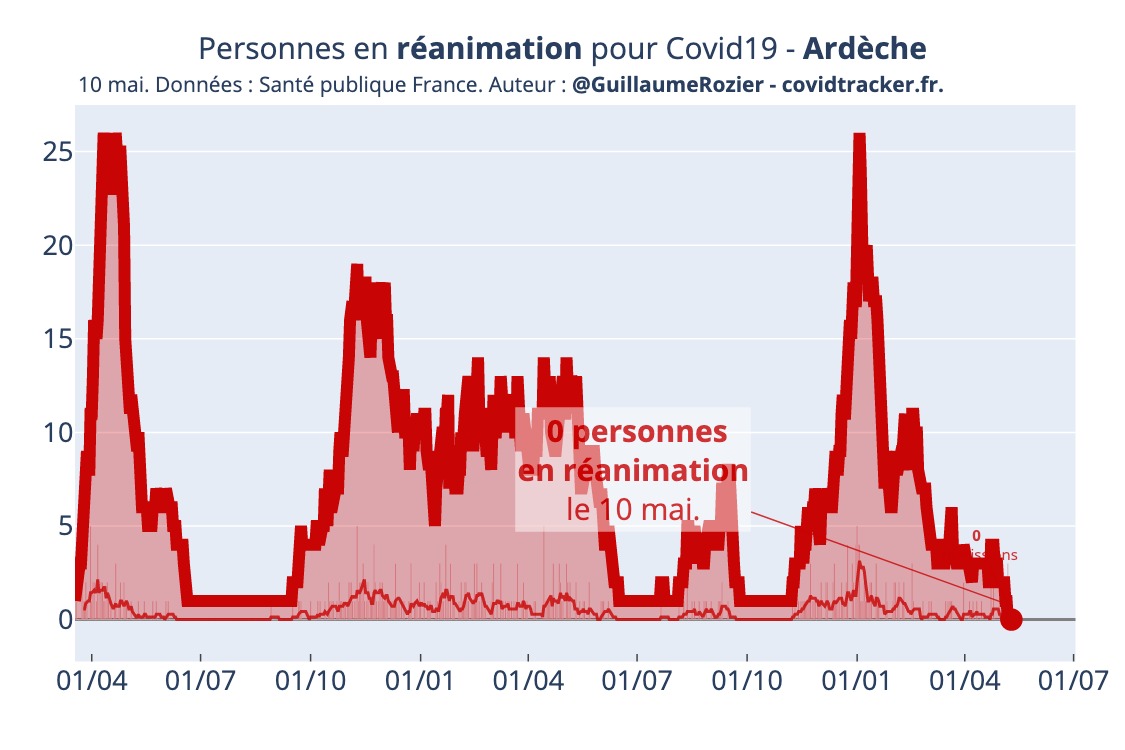 Personnes en réanimation pour Covid19 - Ardèche
10 mai. Données : Santé publique France. Auteur : @GuillaumeRozier - covidtracker.fr.
25
20
15
10
5
0
0 personnes
en réanimation
le 10 mai.
0
01/04 01/07 01/10 01/01 01/04 01/07 01/10 01/01 01/04 01/07